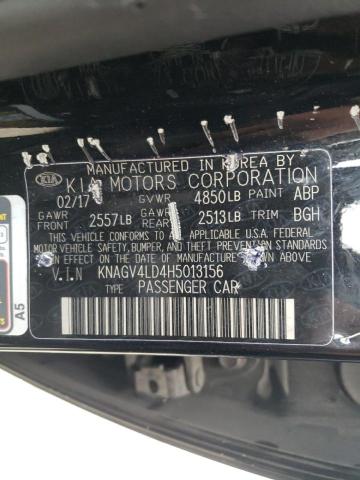 MANUFACTURED IN KOREA BY
KIA KIA MOTORS CORPORATION
02/17 GVWR 4850LB PAINT ABP
GAWR FRONT 2557LB GAWR REAR 2513LB TRIM BGH
THIS VEHICLE CONFORMS TO ALL APPLICABLE U.S.A. FEDERAL
MOTOR VEHICLE SAFETY, BUMPER, AND THEFT PREVENTION
STANDARDS IN EFFECT ON THE DATE OF MANUFACTURE SHOWN ABOVE.
V.I.N KNAGV4LD4H5013156
TYPE PASSENGER CAR
A5